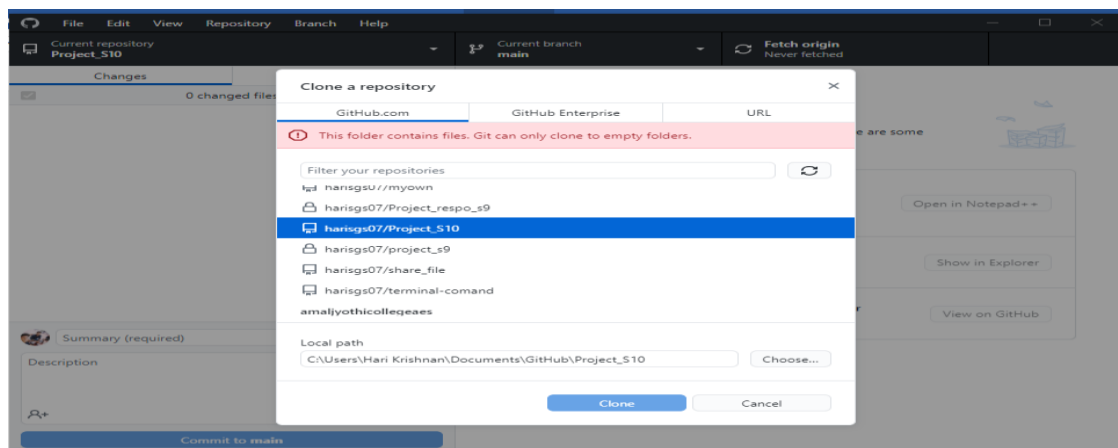 File Edit View Repository Branch Help
Current repository
Project_S10
Current branch
main
Fetch origin
Never fetched
Changes
0 changed files
Clone a repository
GitHub.com GitHub Enterprise URL
This folder contains files. Git can only clone to empty folders.
e are some
Filter your repositories
harisgs07/myown
harisgs07/Project_respo_s9
Open in Notepad++
harisgs07/Project_S10
harisgs07/project_s9
Show in Explorer
harisgs07/share_file
harisgs07/terminal-comand
r
amaljyothicollegeaes
View on GitHub
Summary (required)
Local path
Description
C:\Users\Hari Krishnan\Documents\GitHub\Project_S10 Choose...
Clone Cancel
Commit to main